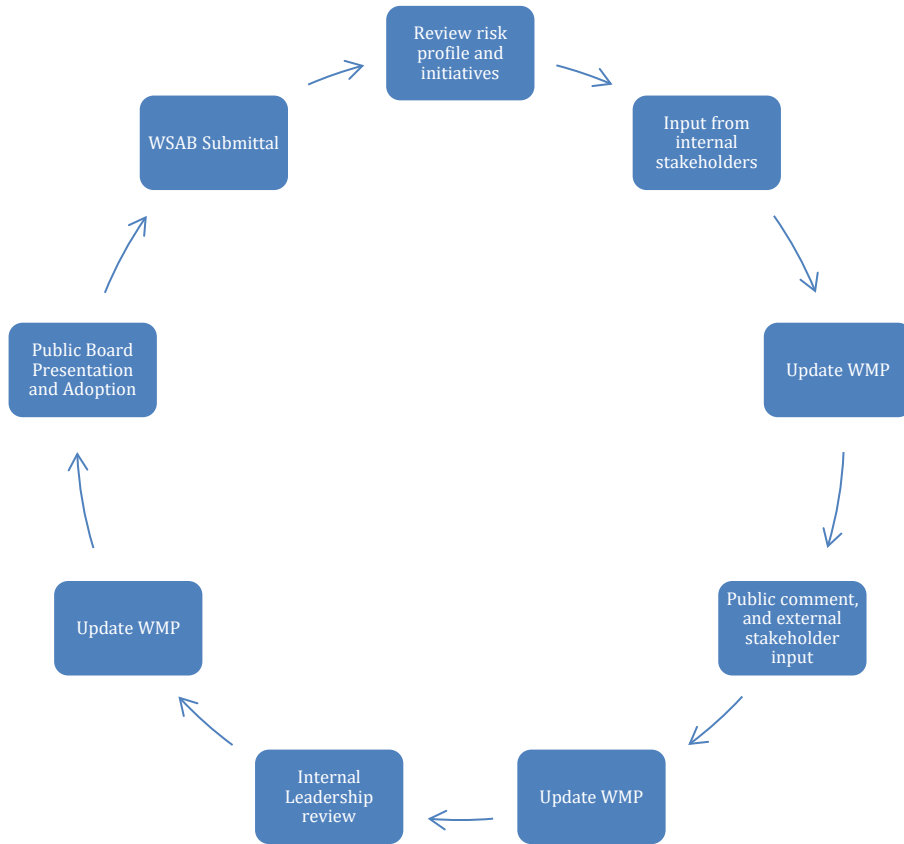 Review risk
profile and
initiatives
Input from
internal
stakeholders
Update WMP
Public comment,
and external
stakeholder
input
Update WMP
Internal
Leadership
review
Update WMP
Public Board
Presentation
and Adoption
WSAB Submittal